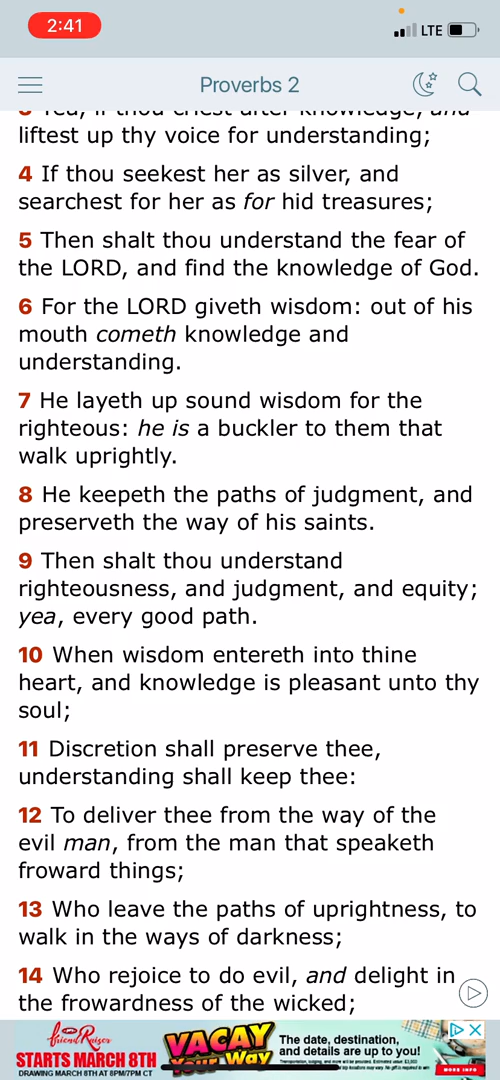 2:41
LTE
Proverbs 2
3 Yea, if thou criest after knowledge, and
liftest up thy voice for understanding;
4 If thou seekest her as silver, and
searchest for her as for hid treasures;
5 Then shalt thou understand the fear of
the LORD, and find the knowledge of God.
6 For the LORD giveth wisdom: out of his
mouth cometh knowledge and
understanding.
7 He layeth up sound wisdom for the
righteous: he is a buckler to them that
walk uprightly.
8 He keepeth the paths of judgment, and
preserveth the way of his saints.
9 Then shalt thou understand
righteousness, and judgment, and equity;
yea, every good path.
10 When wisdom entereth into thine
heart, and knowledge is pleasant unto thy
soul;
11 Discretion shall preserve thee,
understanding shall keep thee:
12 To deliver thee from the way of the
evil man, from the man that speaketh
froward things;
13 Who leave the paths of uprightness, to
walk in the ways of darkness;
14 Who rejoice to do evil, and delight in
the frowardness of the wicked;
STARTS MARCH 8TH
DRAWING MARCH 8TH AT 8PM/7PM CT
VACAY
Your Way
The date, destination,
and details are up to you!
MORE INFO